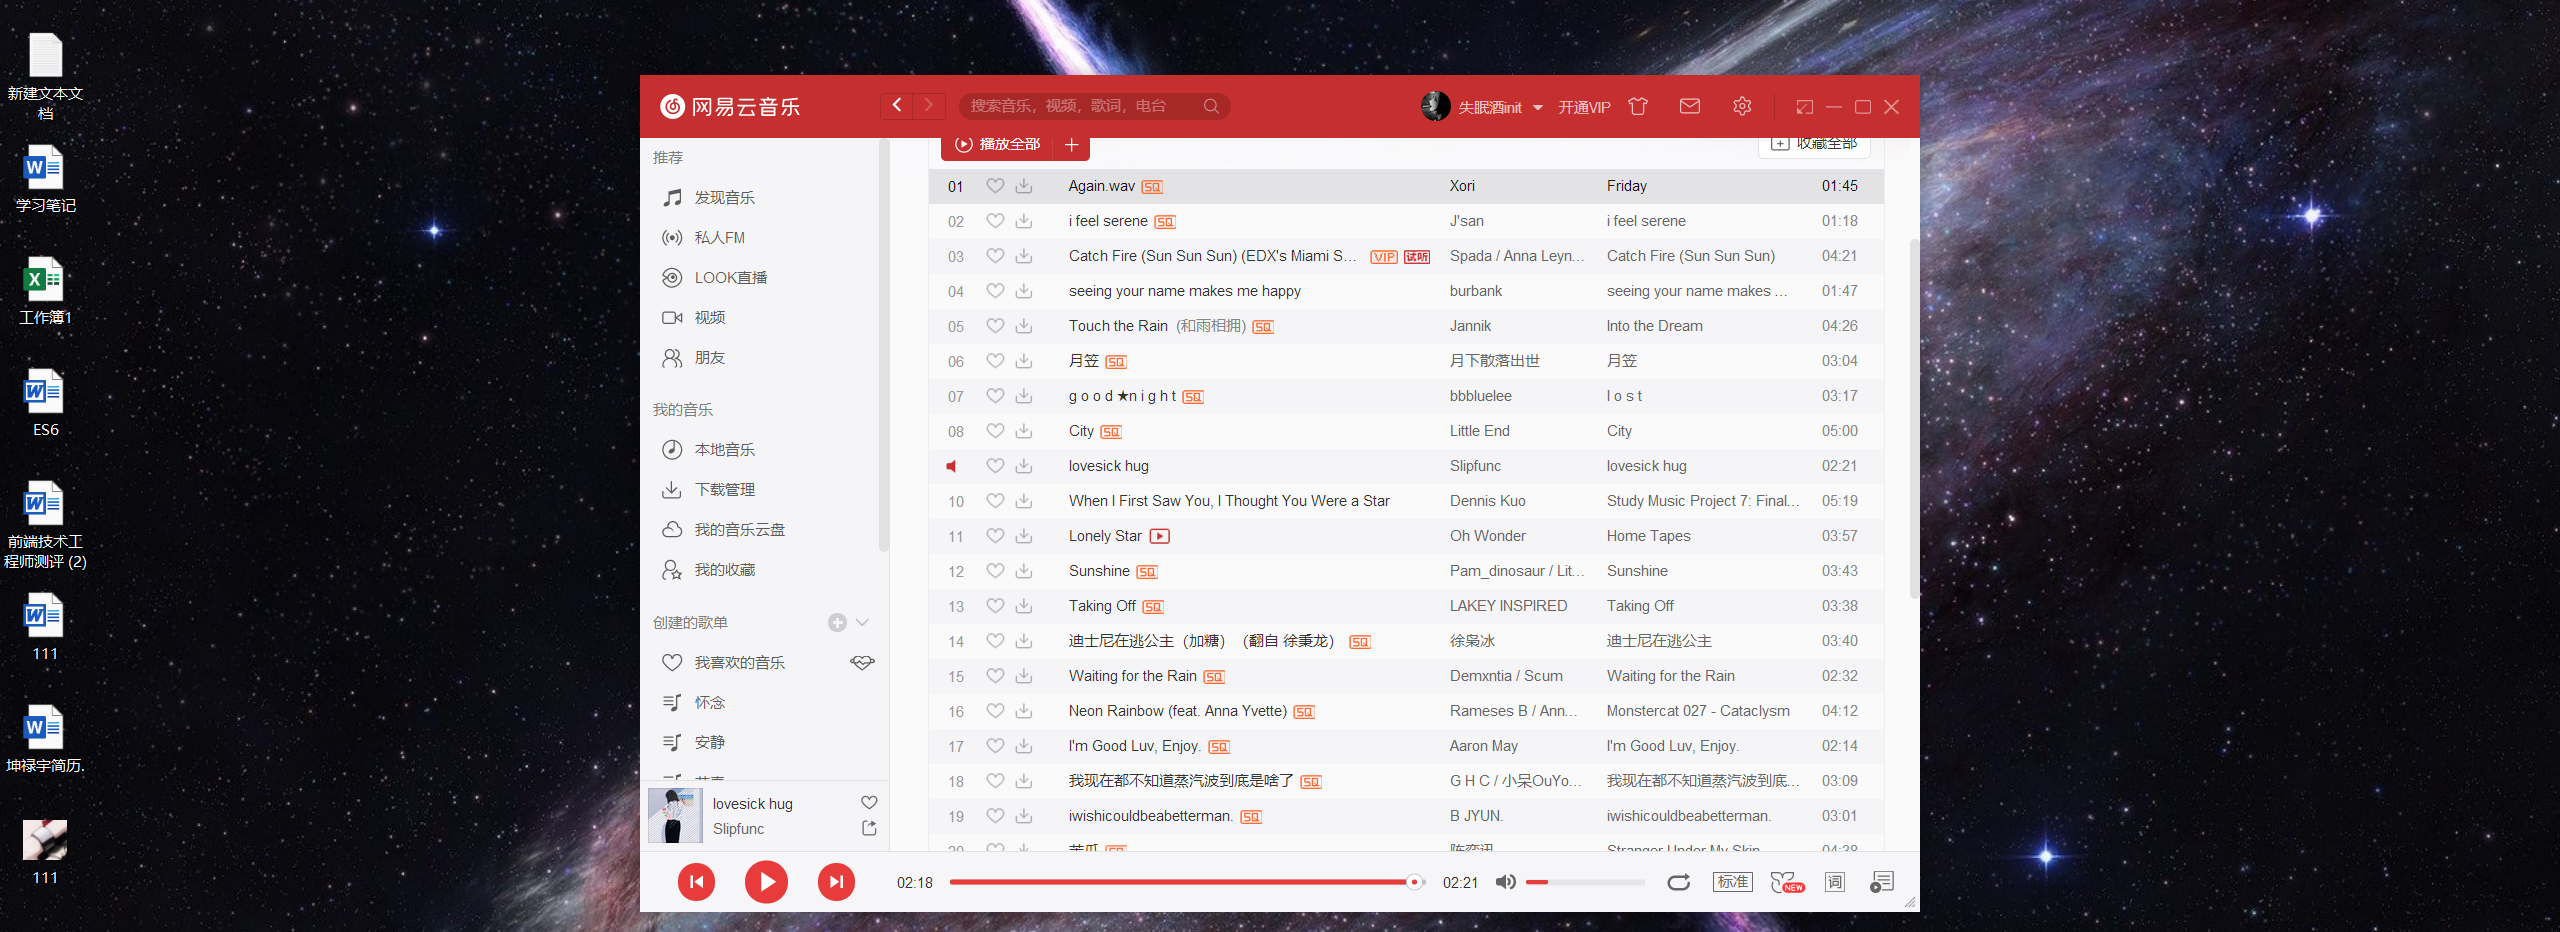 新建文本文
档
学习笔记
工作簿1
ES6
前端技术工
程师测评 (2)
111
坤禄宇简历.
111
网易云音乐
搜索音乐，视频，歌词，电台
失眠酒init
开通VIP
推荐
发现音乐
私人FM
LOOK直播
视频
朋友
我的音乐
本地音乐
下载管理
我的音乐云盘
我的收藏
创建的歌单
我喜欢的音乐
怀念
安静
lovesick hug
Slipfunc
播放全部
收藏全部
01 Again.wav SQ Xori Friday 01:45
02 i feel serene SQ J'san i feel serene 01:18
03 Catch Fire (Sun Sun Sun) (EDX's Miami S... VIP 试听 Spada / Anna Leyn... Catch Fire (Sun Sun Sun) 04:21
04 seeing your name makes me happy burbank seeing your name makes ... 01:47
05 Touch the Rain (和雨相拥) SQ Jannik Into the Dream 04:26
06 月笠 SQ 月下散落出世 月笠 03:04
07 g o o d ★n i g h t SQ bbbluelee l o s t 03:17
08 City SQ Little End City 05:00
lovesick hug Slipfunc lovesick hug 02:21
10 When I First Saw You, I Thought You Were a Star Dennis Kuo Study Music Project 7: Final... 05:19
11 Lonely Star Oh Wonder Home Tapes 03:57
12 Sunshine SQ Pam_dinosaur / Lit... Sunshine 03:43
13 Taking Off SQ LAKEY INSPIRED Taking Off 03:38
14 迪士尼在逃公主（加糖）（翻自 徐秉龙） SQ 徐枭冰 迪士尼在逃公主 03:40
15 Waiting for the Rain SQ Demxntia / Scum Waiting for the Rain 02:32
16 Neon Rainbow (feat. Anna Yvette) SQ Rameses B / Ann... Monstercat 027 - Cataclysm 04:12
17 I'm Good Luv, Enjoy. SQ Aaron May I'm Good Luv, Enjoy. 02:14
18 我现在都不知道蒸汽波到底是啥了 SQ G H C / 小呆OuYo... 我现在都不知道蒸汽波到底... 03:09
19 iwishicouldbeabetterman. SQ B JYUN. iwishicouldbeabetterman. 03:01
20 苦瓜 SQ 陈奕迅 Stranger Under My Skin 04:38
02:18
02:21
标准
NEW
词